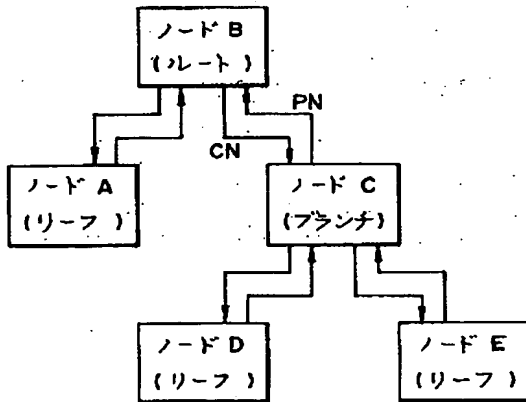 ノード B
(ルート)
PN
CN
ノード A
(リーフ)
ノード C
(ブランチ)
ノード D
(リーフ)
ノード E
(リーフ)